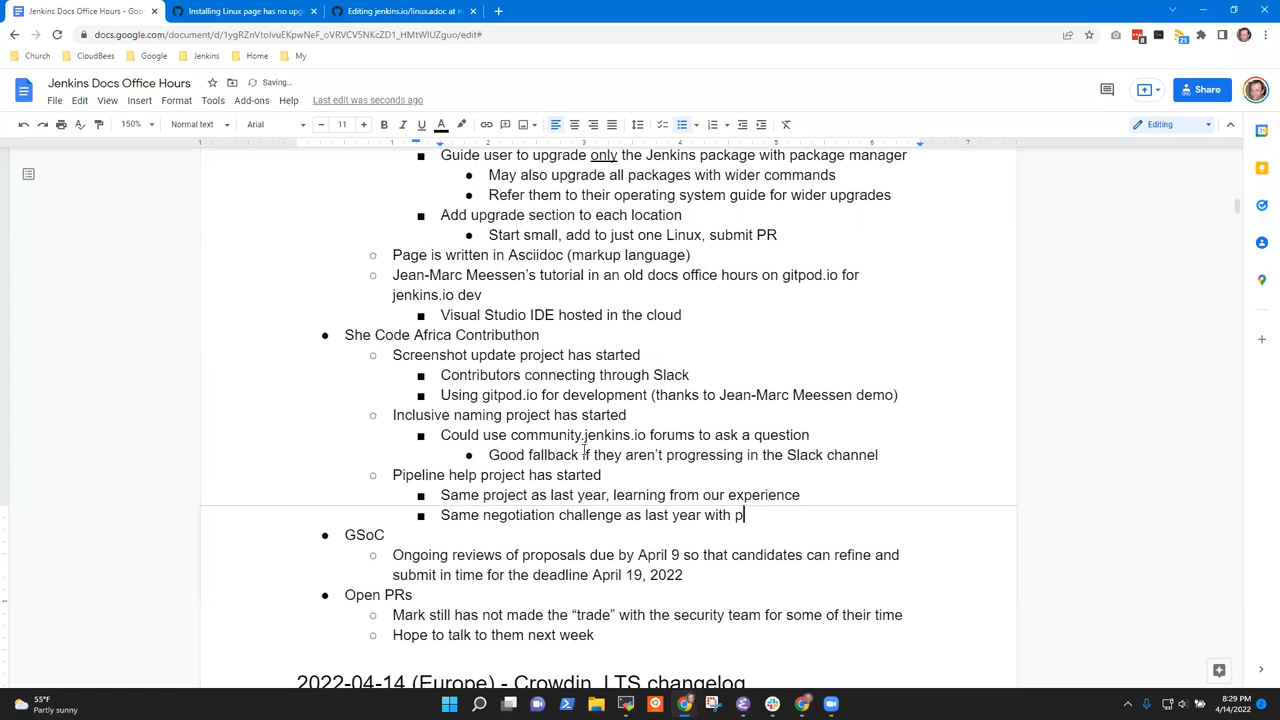 Jenkins Docs Office Hours - Goo
Installing Linux page has no upg
Editing jenkins.io/linux.adoc at m
docs.google.com/document/d/1ygRZnVtoIvuEKpwNeF_oVRVCV5NKcZD1_HMtWIUZguo/edit#
Church
CloudBees
Google
Jenkins
Home
My
Jenkins Docs Office Hours
Saving...
File Edit View Insert Format Tools Add-ons Help Last edit was seconds ago
Share
150% Normal text Arial 11 Editing
Guide user to upgrade only the Jenkins package with package manager
May also upgrade all packages with wider commands
Refer them to their operating system guide for wider upgrades
Add upgrade section to each location
Start small, add to just one Linux, submit PR
Page is written in Asciidoc (markup language)
Jean-Marc Meessen's tutorial in an old docs office hours on gitpod.io for
jenkins.io dev
Visual Studio IDE hosted in the cloud
She Code Africa Contributhon
Screenshot update project has started
Contributors connecting through Slack
Using gitpod.io for development (thanks to Jean-Marc Meessen demo)
Inclusive naming project has started
Could use community.jenkins.io forums to ask a question
Good fallback if they aren't progressing in the Slack channel
Pipeline help project has started
Same project as last year, learning from our experience
Same negotiation challenge as last year with p
GSoC
Ongoing reviews of proposals due by April 9 so that candidates can refine and
submit in time for the deadline April 19, 2022
Open PRs
Mark still has not made the “trade” with the security team for some of their time
Hope to talk to them next week
2022-04-14 (Europe) - Crowdin, LTS changelog
55°F
Partly sunny
8:29 PM
4/14/2022